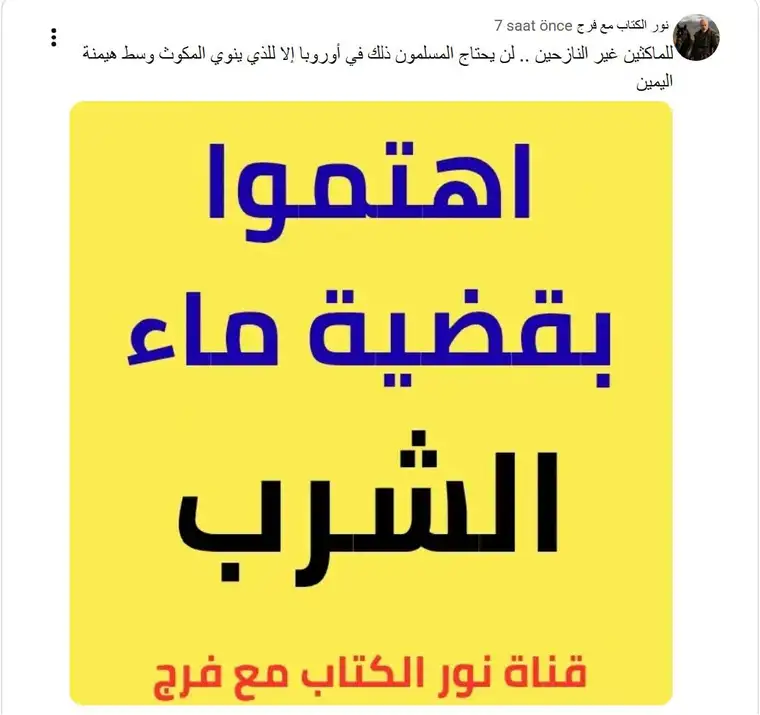 نور الكتاب مع فرج 7 saat önce
للماكثين غير النازحين .. لن يحتاج المسلمون ذلك في أوروبا إلا للذي ينوي المكوث وسط هيمنة
اليمين
اهتموا
بقضية ماء
الشرب
قناة نور الكتاب مع فرج